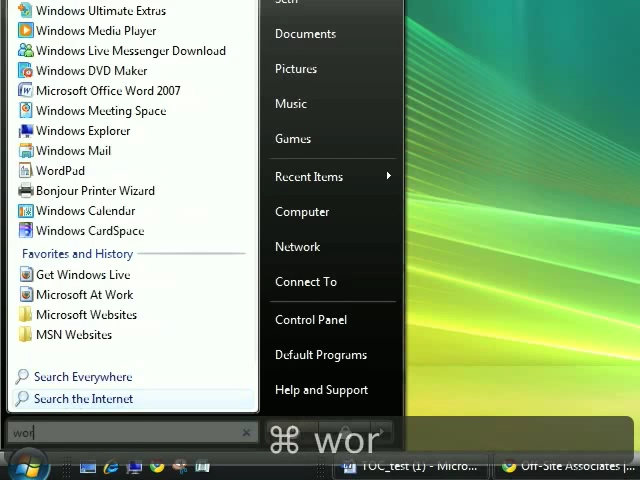 Windows Ultimate Extras
Windows Media Player
Windows Live Messenger Download
Windows DVD Maker
Microsoft Office Word 2007
Windows Meeting Space
Windows Explorer
Windows Mail
WordPad
Bonjour Printer Wizard
Windows Calendar
Windows CardSpace
Favorites and History
Get Windows Live
Microsoft At Work
Microsoft Websites
MSN Websites
Search Everywhere
Search the Internet
wor
Seth
Documents
Pictures
Music
Games
Recent Items
Computer
Network
Connect To
Control Panel
Default Programs
Help and Support
⌘ wor
TOC_test (1) - Micro...
Off-Site Associates |...